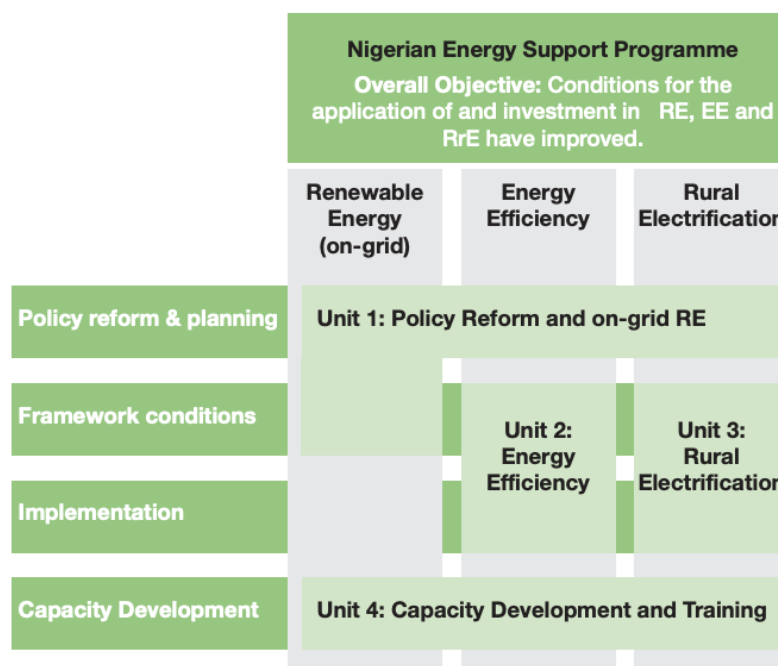 Nigerian Energy Support Programme
Overall Objective: Conditions for the
application of and investment in RE, EE and
RrE have improved.
Renewable
Energy
(on-grid)
Energy
Efficiency
Rural
Electrification
Policy reform & planning
Unit 1: Policy Reform and on-grid RE
Framework conditions
Unit 2:
Energy
Efficiency
Unit 3:
Rural
Electrification
Implementation
Capacity Development
Unit 4: Capacity Development and Training